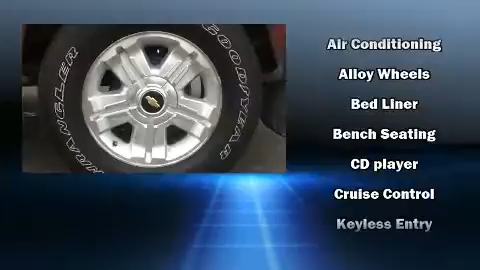 WRANGLER
GOODYEAR
Air Conditioning
Alloy Wheels
Bed Liner
Bench Seating
CD player
Cruise Control
Keyless Entry